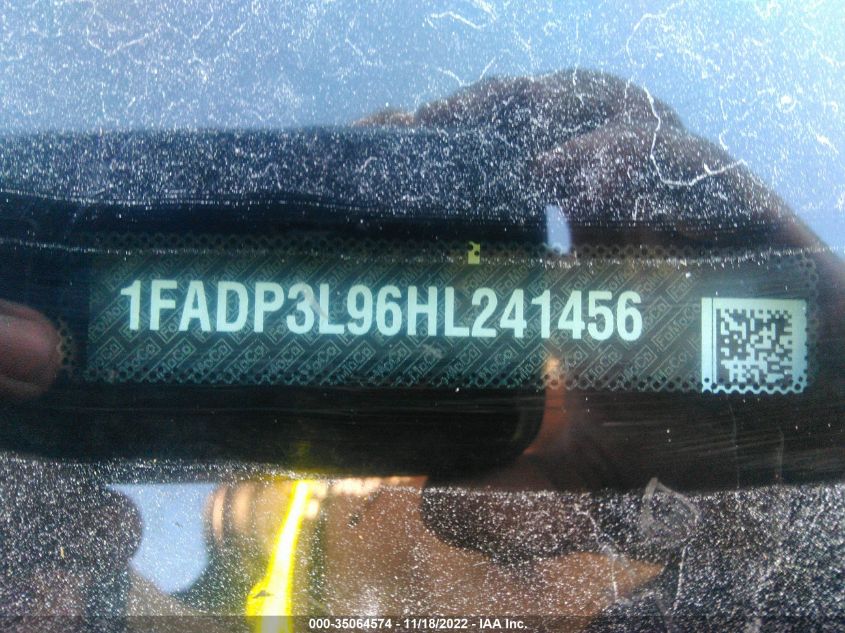 1FADP3L96HL241456
000-35064574 - 11/18/2022 - IAA Inc.